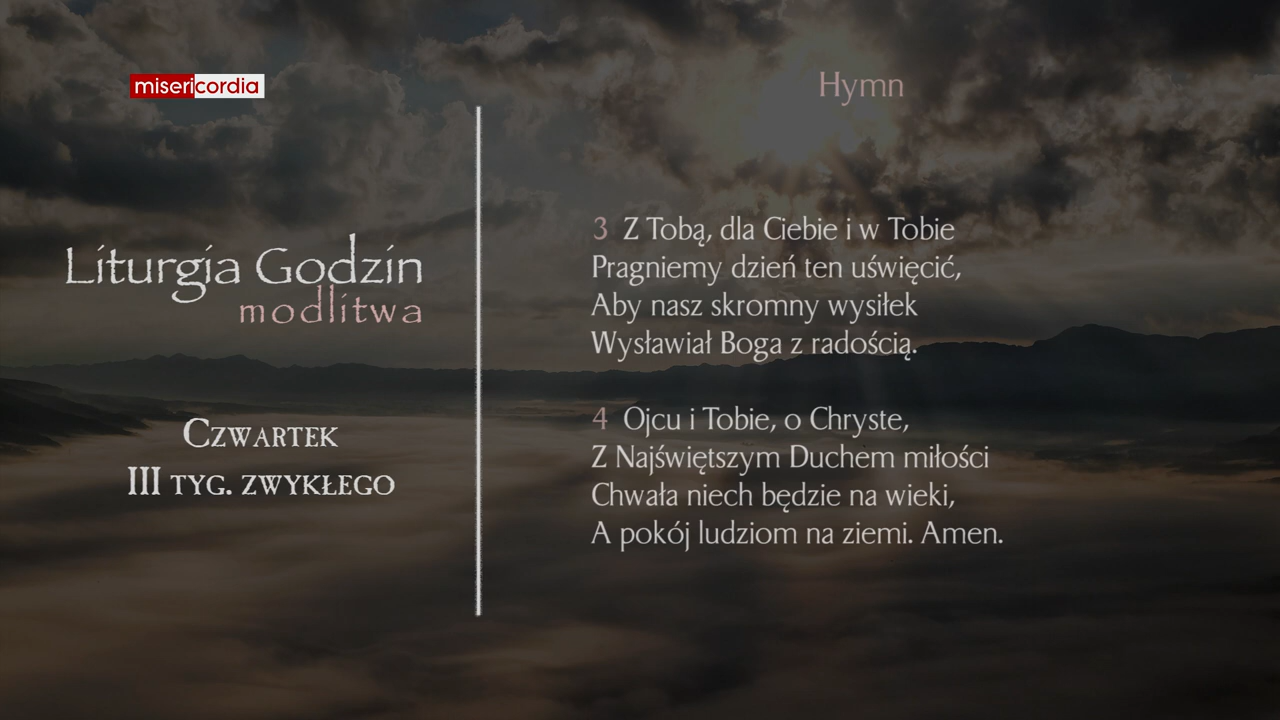 misericordia
Liturgia Godzin
modlitwa
Czwartek
III tyg. zwykłego
Hymn
3 Z Tobą, dla Ciebie i w Tobie
Pragniemy dzień ten uświęcić,
Aby nasz skromny wysiłek
Wysławiał Boga z radością.
4 Ojcu i Tobie, o Chryste,
Z Najświętszym Duchem miłości
Chwała niech będzie na wieki,
A pokój ludziom na ziemi. Amen.